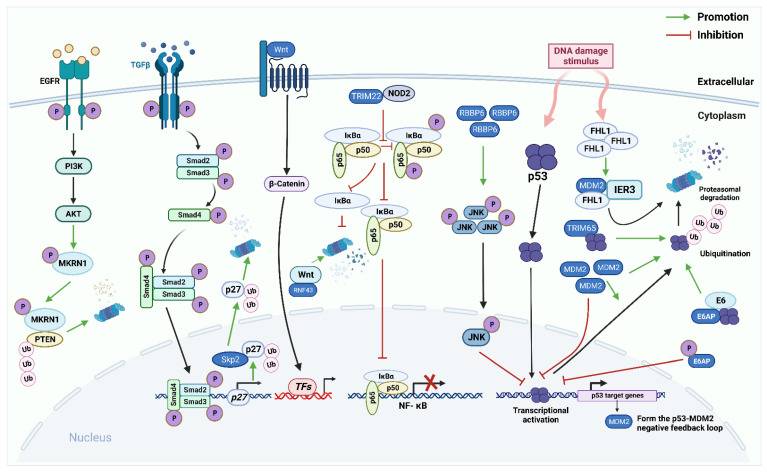 Promotion
Inhibition
DNA damage
stimulus
Extracellular
Cytoplasm
EGFR
P
P
PI3K
AKT
P
MKRN1
P
MKRN1
PTEN
Ub
Ub
Ub
TGFβ
P
P
P
Smad2
Smad3
Smad4
P
P
Smad4
Smad2
Smad3
P
P
Smad4
Smad2
Smad3
P
P
P
p27
Ub
Ub
Skp2
p27
Ub
Ub
p27
Wnt
β-Catenin
TFs
Wnt
RNF43
TRIM22
NOD2
IκBα
p65
p50
IκBα
p65
p50
P
P
IκBα
IκBα
p65
p50
IκBα
p65
p50
NF- κB
RBBP6
RBBP6
RBBP6
P
JNK
P
JNK
JNK
P
JNK
P
p53
FHL1
FHL1
FHL1
MDM2
FHL1
IER3
Proteasomal
degradation
TRIM65
Ub
Ub
Ub
Ub
Ubiquitination
MDM2
MDM2
MDM2
E6
E6AP
P
E6AP
Transcriptional
activation
p53 target genes
MDM2
Form the p53-MDM2
negative feedback loop
Nucleus